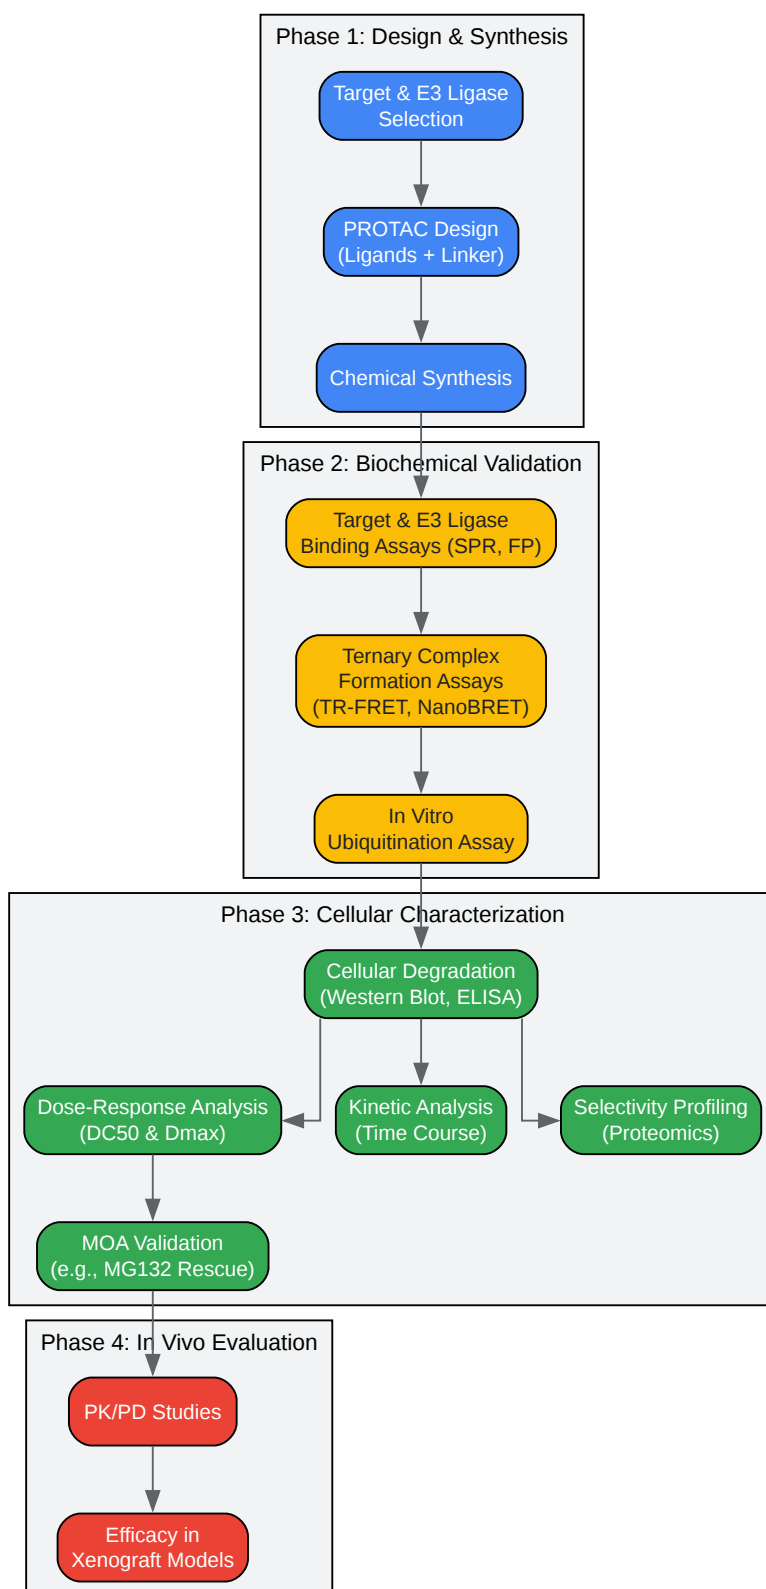 Phase 1: Design & Synthesis
Target & E3 Ligase
Selection
PROTAC Design
(Ligands + Linker)
Chemical Synthesis
Phase 2: Biochemical Validation
Target & E3 Ligase
Binding Assays (SPR, FP)
Ternary Complex
Formation Assays
(TR-FRET, NanoBRET)
In Vitro
Ubiquitination Assay
Phase 3: Cellular Characterization
Cellular Degradation
(Western Blot, ELISA)
Dose-Response Analysis
(DC50 & Dmax)
Kinetic Analysis
(Time Course)
Selectivity Profiling
(Proteomics)
MOA Validation
(e.g., MG132 Rescue)
Phase 4: In Vivo Evaluation
PK/PD Studies
Efficacy in
Xenograft Models